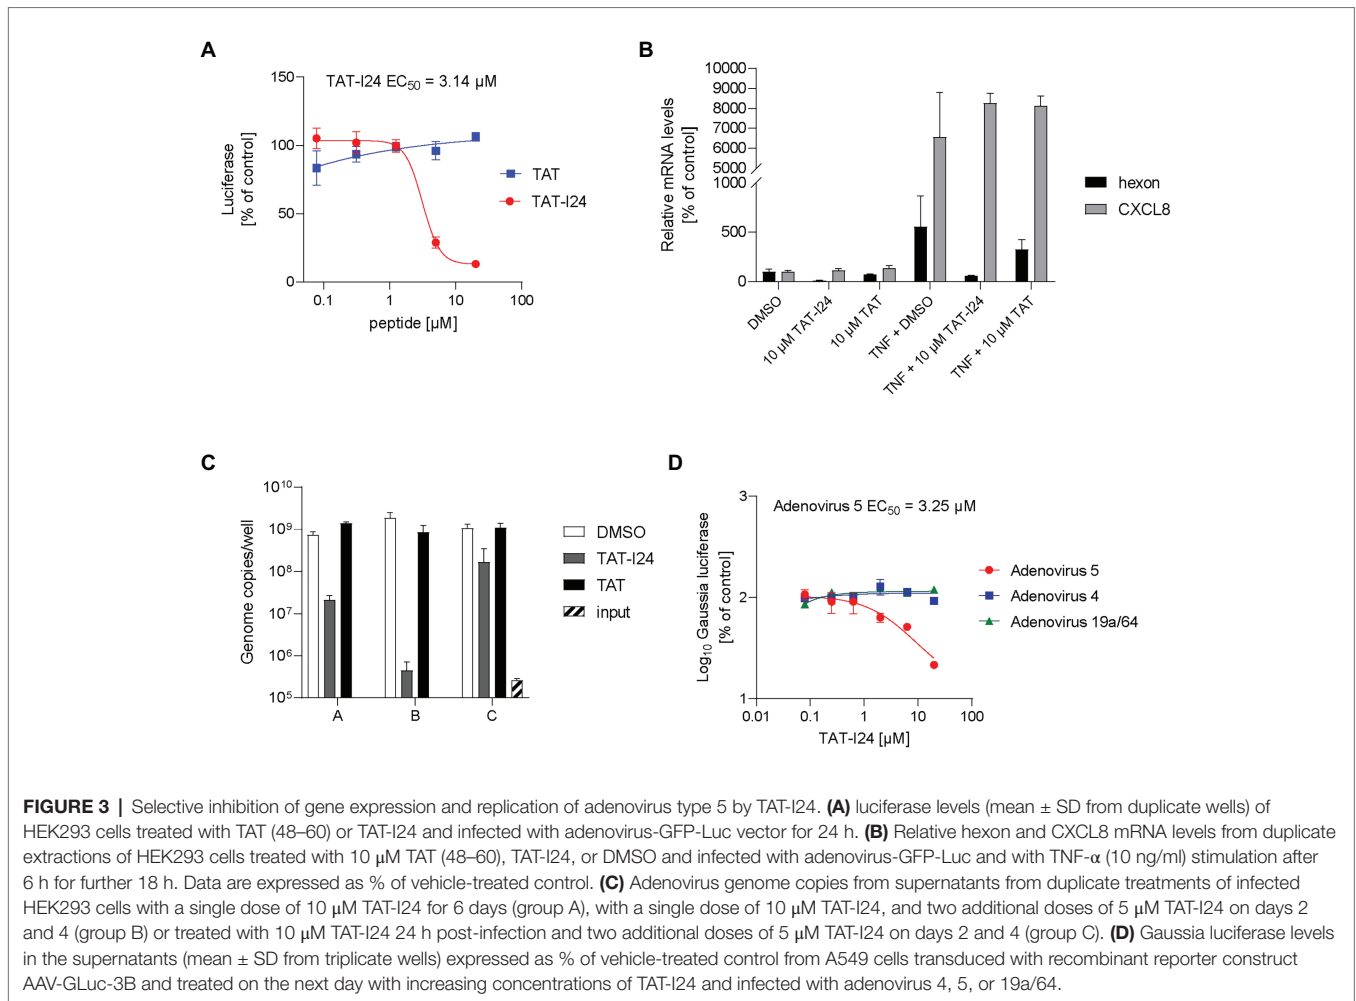 A
TAT-I24 EC50 = 3.14 µM
Luciferase
[% of control]
150
100
50
0
0.1
1
10
100
peptide [µM]
TAT
TAT-I24
B
Relative mRNA levels
[% of control]
10000
9000
8000
7000
6000
5000
1000
500
0
DMSO
10 µM TAT-I24
10 µM TAT
TNF + DMSO
TNF + 10 µM TAT-I24
TNF + 10 µM TAT
hexon
CXCL8
C
Genome copies/well
10¹⁰
10⁹
10⁸
10⁷
10⁶
10⁵
A
B
C
DMSO
TAT-I24
TAT
input
D
Adenovirus 5 EC50 = 3.25 µM
Log10 Gaussia luciferase
[% of control]
3
2
1
0.01
0.1
1
10
100
TAT-I24 [µM]
Adenovirus 5
Adenovirus 4
Adenovirus 19a/64
FIGURE 3 | Selective inhibition of gene expression and replication of adenovirus type 5 by TAT-I24. (A) luciferase levels (mean ± SD from duplicate wells) of
HEK293 cells treated with TAT (48–60) or TAT-I24 and infected with adenovirus-GFP-Luc vector for 24 h. (B) Relative hexon and CXCL8 mRNA levels from duplicate
extractions of HEK293 cells treated with 10 µM TAT (48–60), TAT-I24, or DMSO and infected with adenovirus-GFP-Luc and with TNF-α (10 ng/ml) stimulation after
6 h for further 18 h. Data are expressed as % of vehicle-treated control. (C) Adenovirus genome copies from supernatants from duplicate treatments of infected
HEK293 cells with a single dose of 10 µM TAT-I24 for 6 days (group A), with a single dose of 10 µM TAT-I24, and two additional doses of 5 µM TAT-I24 on days 2
and 4 (group B) or treated with 10 µM TAT-I24 24 h post-infection and two additional doses of 5 µM TAT-I24 on days 2 and 4 (group C). (D) Gaussia luciferase levels
in the supernatants (mean ± SD from triplicate wells) expressed as % of vehicle-treated control from A549 cells transduced with recombinant reporter construct
AAV-GLuc-3B and treated on the next day with increasing concentrations of TAT-I24 and infected with adenovirus 4, 5, or 19a/64.